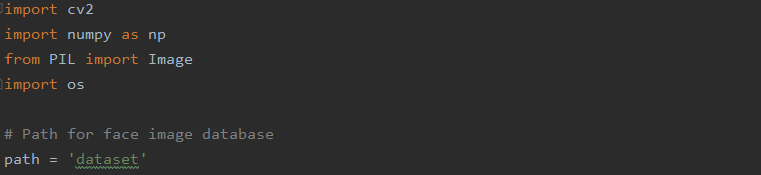 import cv2
import numpy as np
from PIL import Image
import os
# Path for face image database
path = 'dataset'